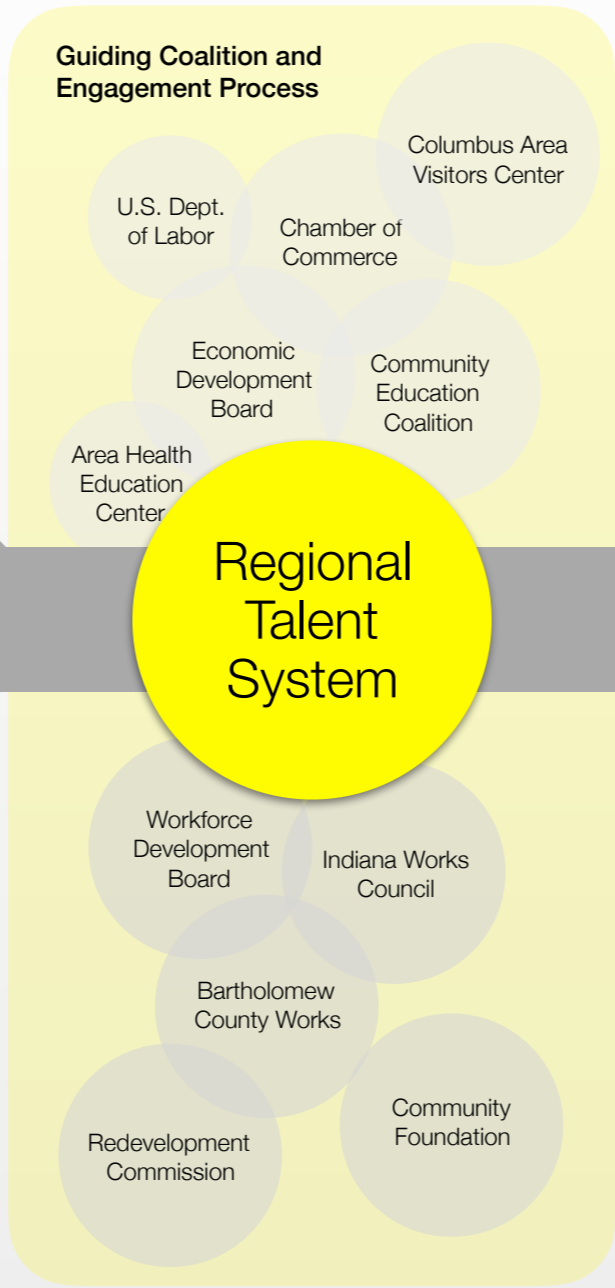 Guiding Coalition and
Engagement Process
Columbus Area
Visitors Center
U.S. Dept.
of Labor
Chamber of
Commerce
Economic
Development
Board
Community
Education
Coalition
Area Health
Education
Center
Regional
Talent
System
Workforce
Development
Board
Indiana Works
Council
Bartholomew
County Works
Community
Foundation
Redevelopment
Commission